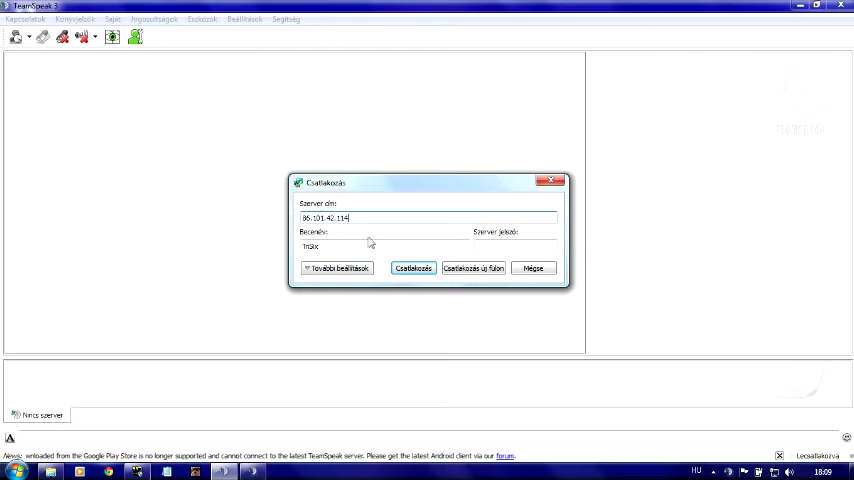 TeamSpeak 3
Kapcsolatok Könyvjelzők Saját Jogosultságok Eszközök Beállítások Segítség
Csatlakozás
Szerver cím:
86.101.42.114
Becenév: Szerver jelszó:
TriSix
További beállítások Csatlakozás Csatlakozás új fülön Mégse
Nincs szerver
News: wnloaded from the Google Play Store is no longer supported and cannot connect to the latest TeamSpeak server. Please get the latest Android client via our forum. Lecsatlakozva
HU 18:09